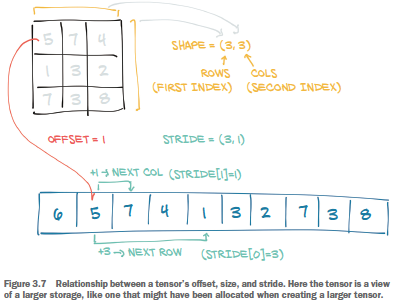 5 7 4
1 3 2
7 3 8
SHAPE = (3, 3)
ROWS COLS
(FIRST INDEX) (SECOND INDEX)
OFFSET = 1 STRIDE = (3, 1)
+1 → NEXT COL (STRIDE[1]=1)
6 5 7 4 1 3 2 7 3 8
+3 → NEXT ROW (STRIDE[0]=3)
Figure 3.7 Relationship between a tensor's offset, size, and stride. Here the tensor is a view
of a larger storage, like one that might have been allocated when creating a larger tensor.